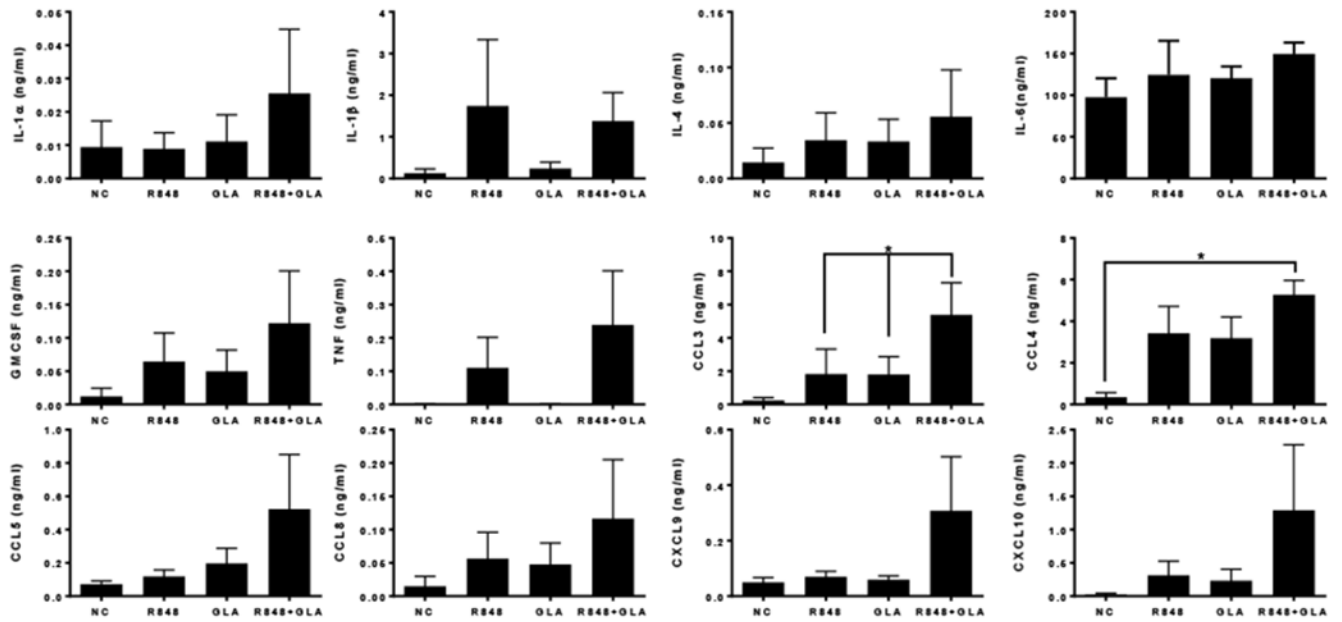 IL-1α (ng/ml)
0.05
0.04
0.03
0.02
0.01
0.00
NC R848 GLA R848+GLA
IL-1β (ng/ml)
4
3
2
1
0
NC R848 GLA R848+GLA
IL-4 (ng/ml)
0.15
0.10
0.05
0.00
NC R848 GLA R848+GLA
IL-6(ng/ml)
200
150
100
50
0
NC R848 GLA R848+GLA
GMCSF (ng/ml)
0.25
0.20
0.15
0.10
0.05
0.00
NC R848 GLA R848+GLA
TNF (ng/ml)
0.5
0.4
0.3
0.2
0.1
0.0
NC R848 GLA R848+GLA
CCL3 (ng/ml)
10
8
6
4
2
0
*
NC R848 GLA R848+GLA
CCL4 (ng/ml)
8
6
4
2
0
*
NC R848 GLA R848+GLA
CCL5 (ng/ml)
1.0
0.8
0.6
0.4
0.2
0.0
NC R848 GLA R848+GLA
CCL8 (ng/ml)
0.25
0.20
0.15
0.10
0.05
0.00
NC R848 GLA R848+GLA
CXCL9 (ng/ml)
0.6
0.4
0.2
0.0
NC R848 GLA R848+GLA
CXCL10 (ng/ml)
2.5
2.0
1.5
1.0
0.5
0.0
NC R848 GLA R848+GLA